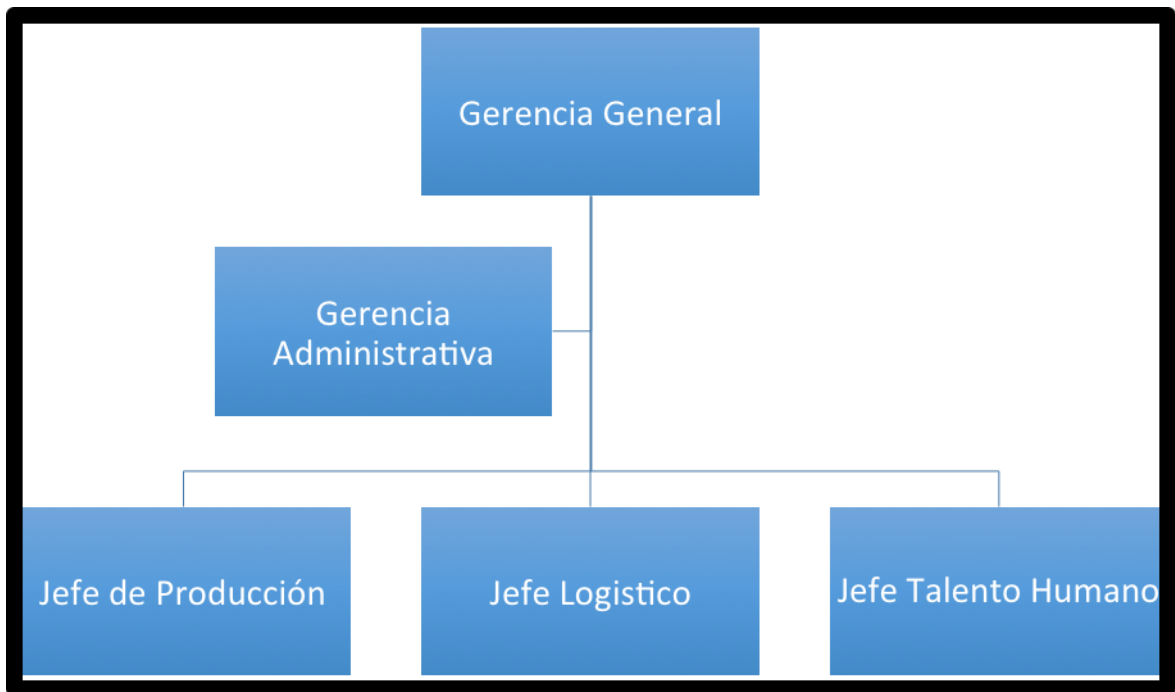 Gerencia General
Gerencia
Administrativa
Jefe de Producción
Jefe Logistico
Jefe Talento Humano